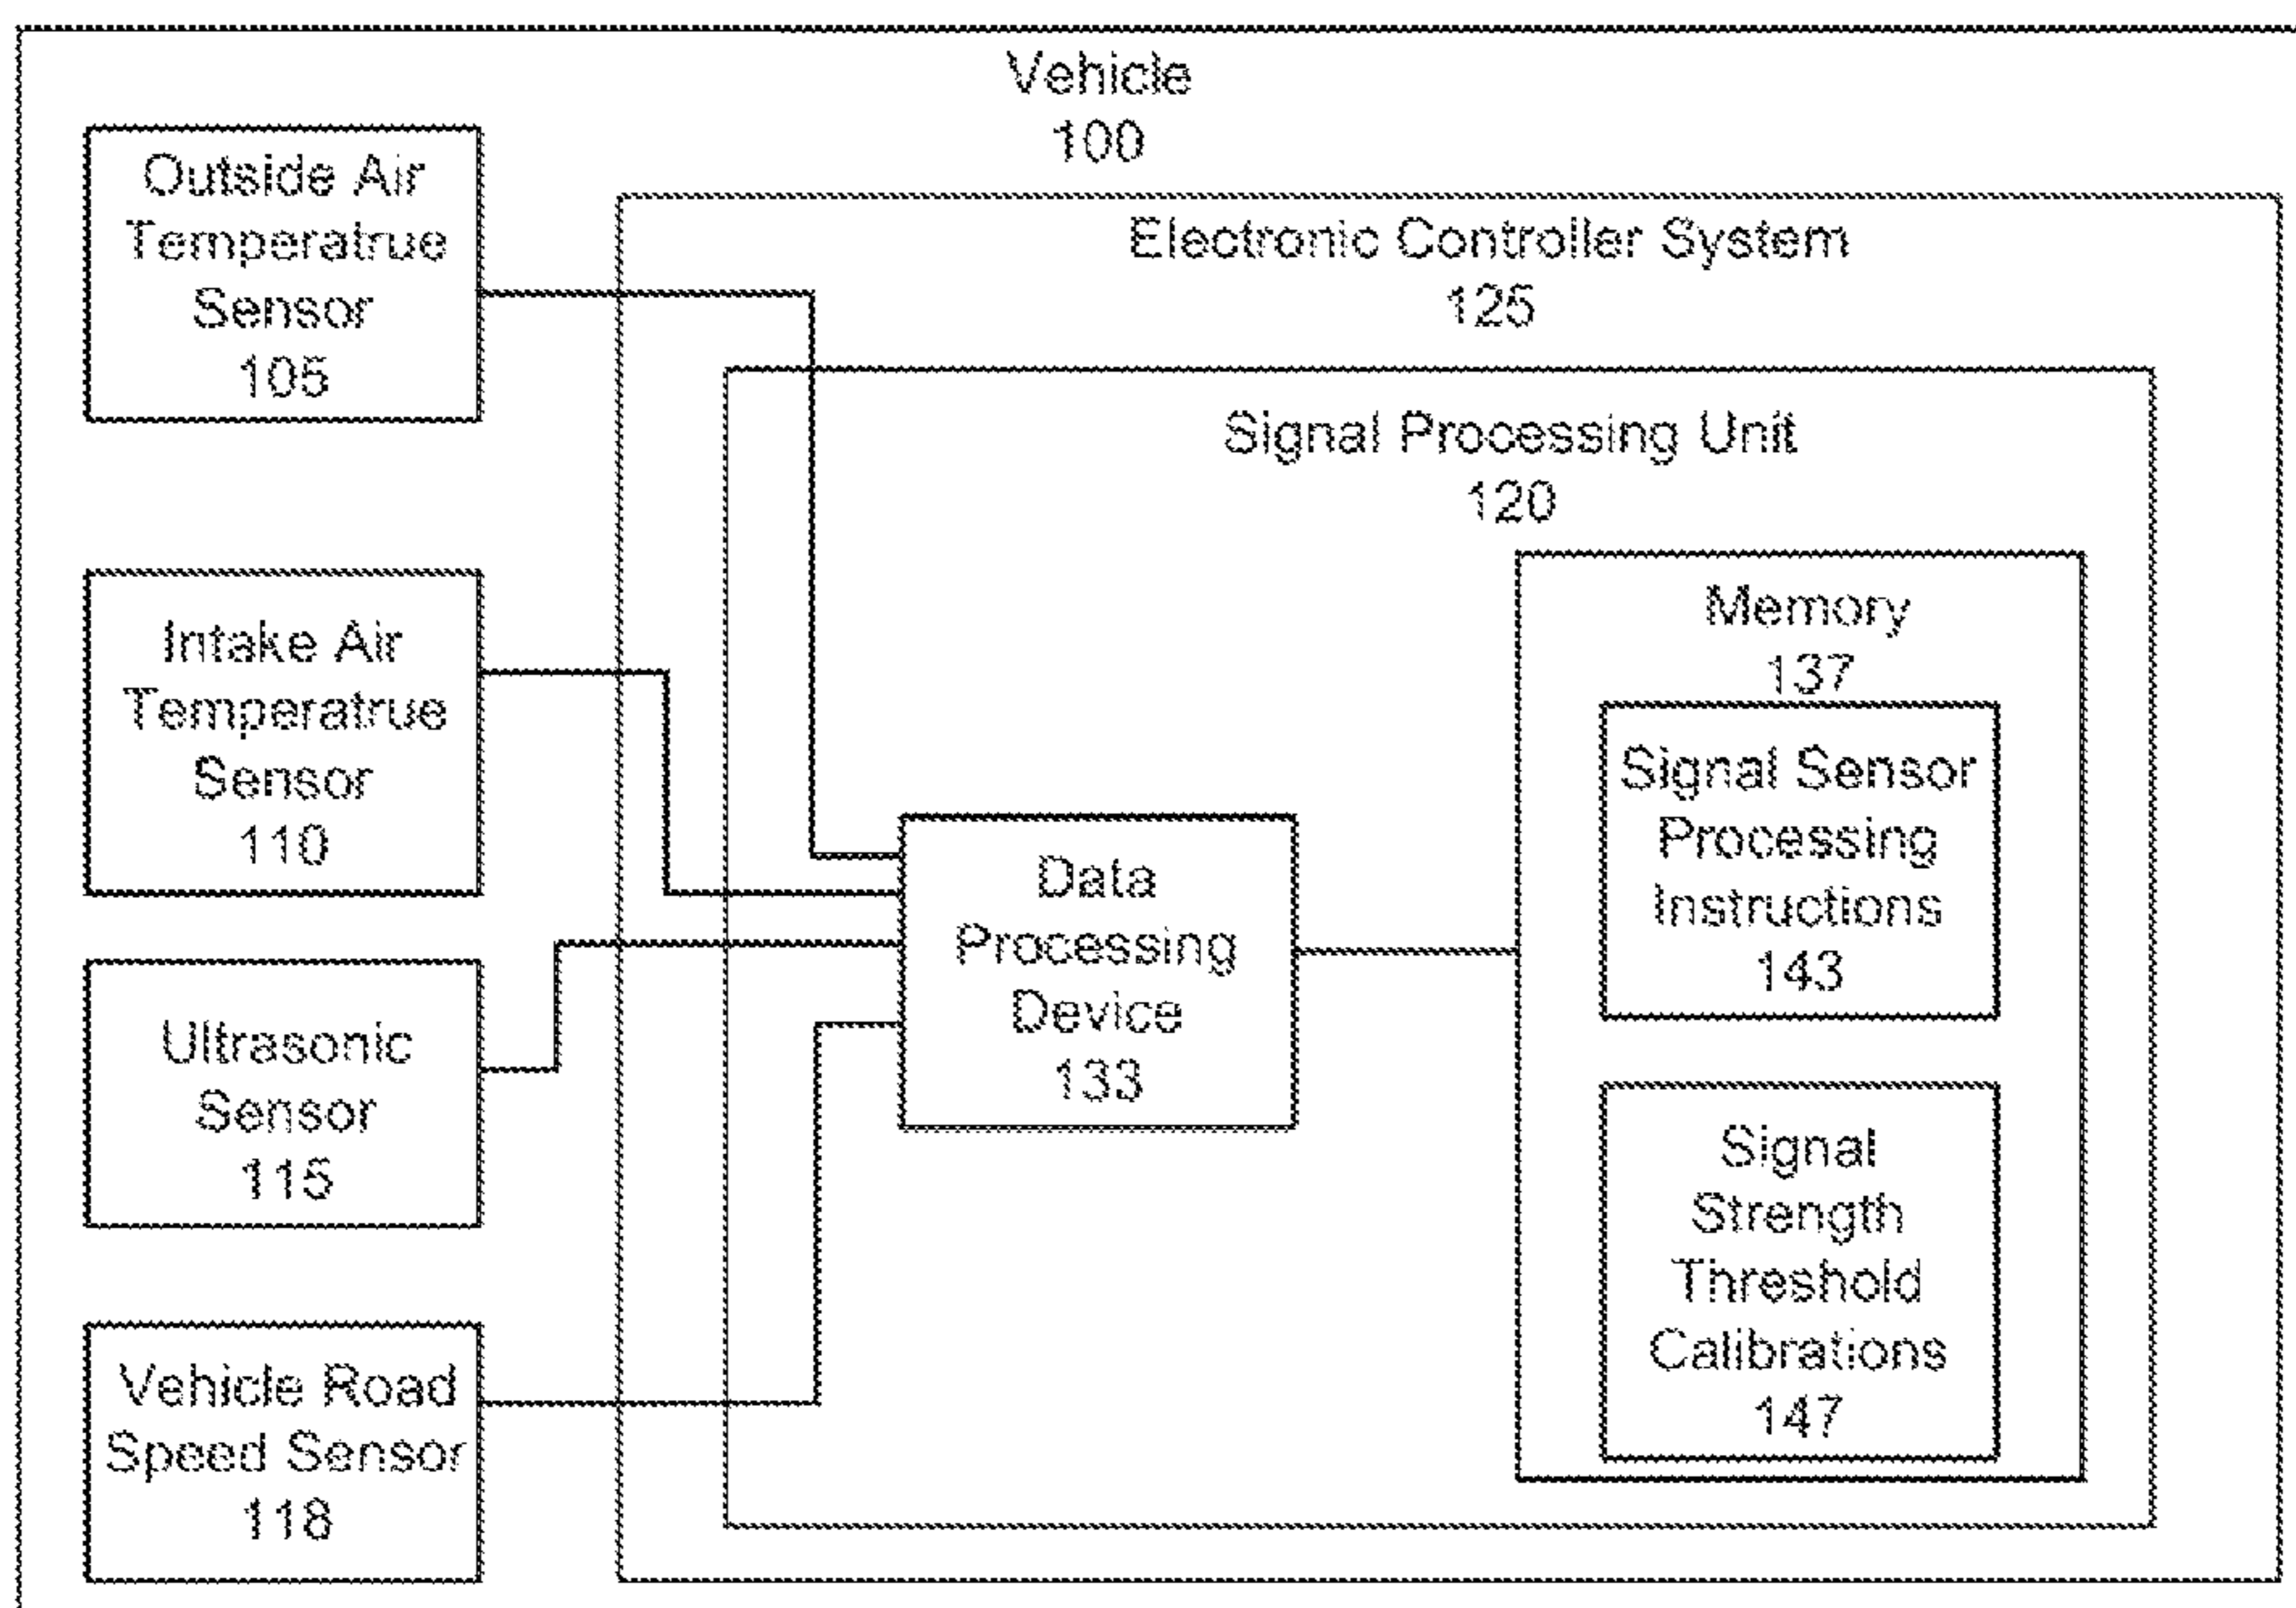 Vehicle
100
Outside Air
Temperatrue
Sensor
105
Electronic Controller System
125
Signal Processing Unit
120
Intake Air
Temperatrue
Sensor
110
Memory
137
Signal Sensor
Processing
Instructions
143
Data
Processing
Device
133
Ultrasonic
Sensor
115
Signal
Strength
Threshold
Calibrations
147
Vehicle Road
Speed Sensor
118